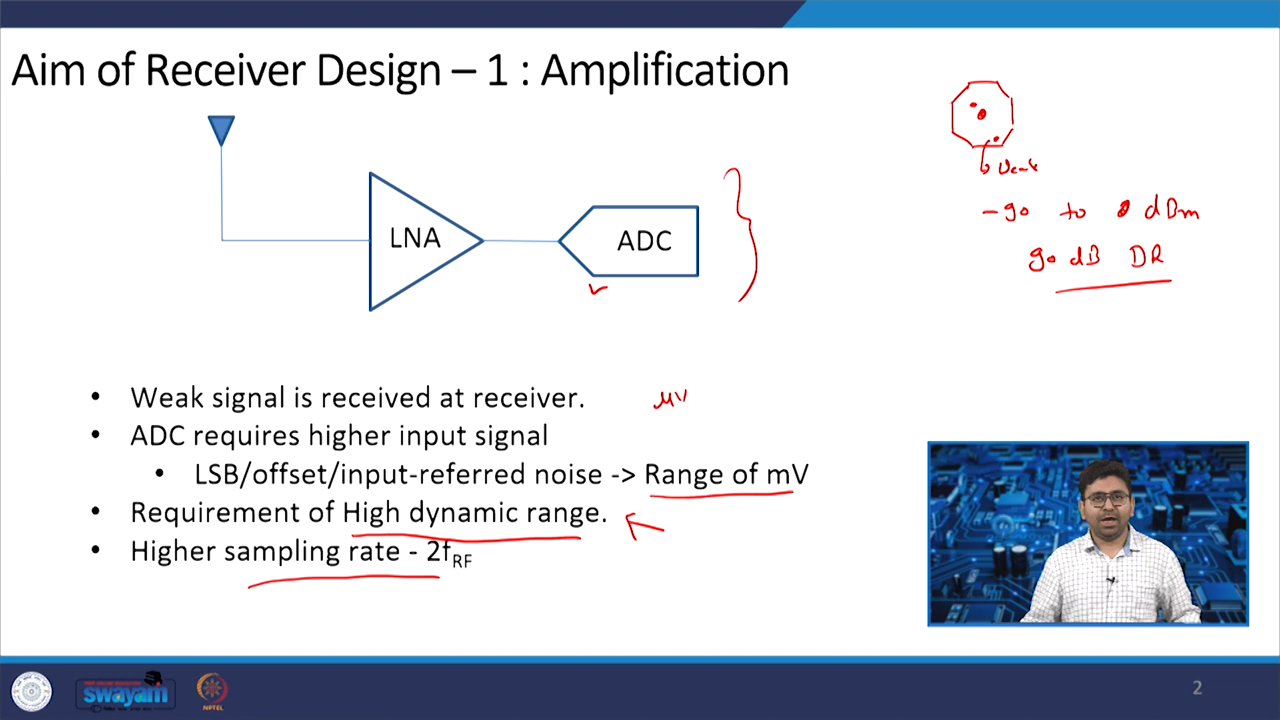 Aim of Receiver Design – 1 : Amplification
LNA
ADC
Weak
-90 to 0 dBm
90 dB DR
• Weak signal is received at receiver.
μV
• ADC requires higher input signal
• LSB/offset/input-referred noise -> Range of mV
• Requirement of High dynamic range.
• Higher sampling rate - 2fRF
swayam
NPTEL
2